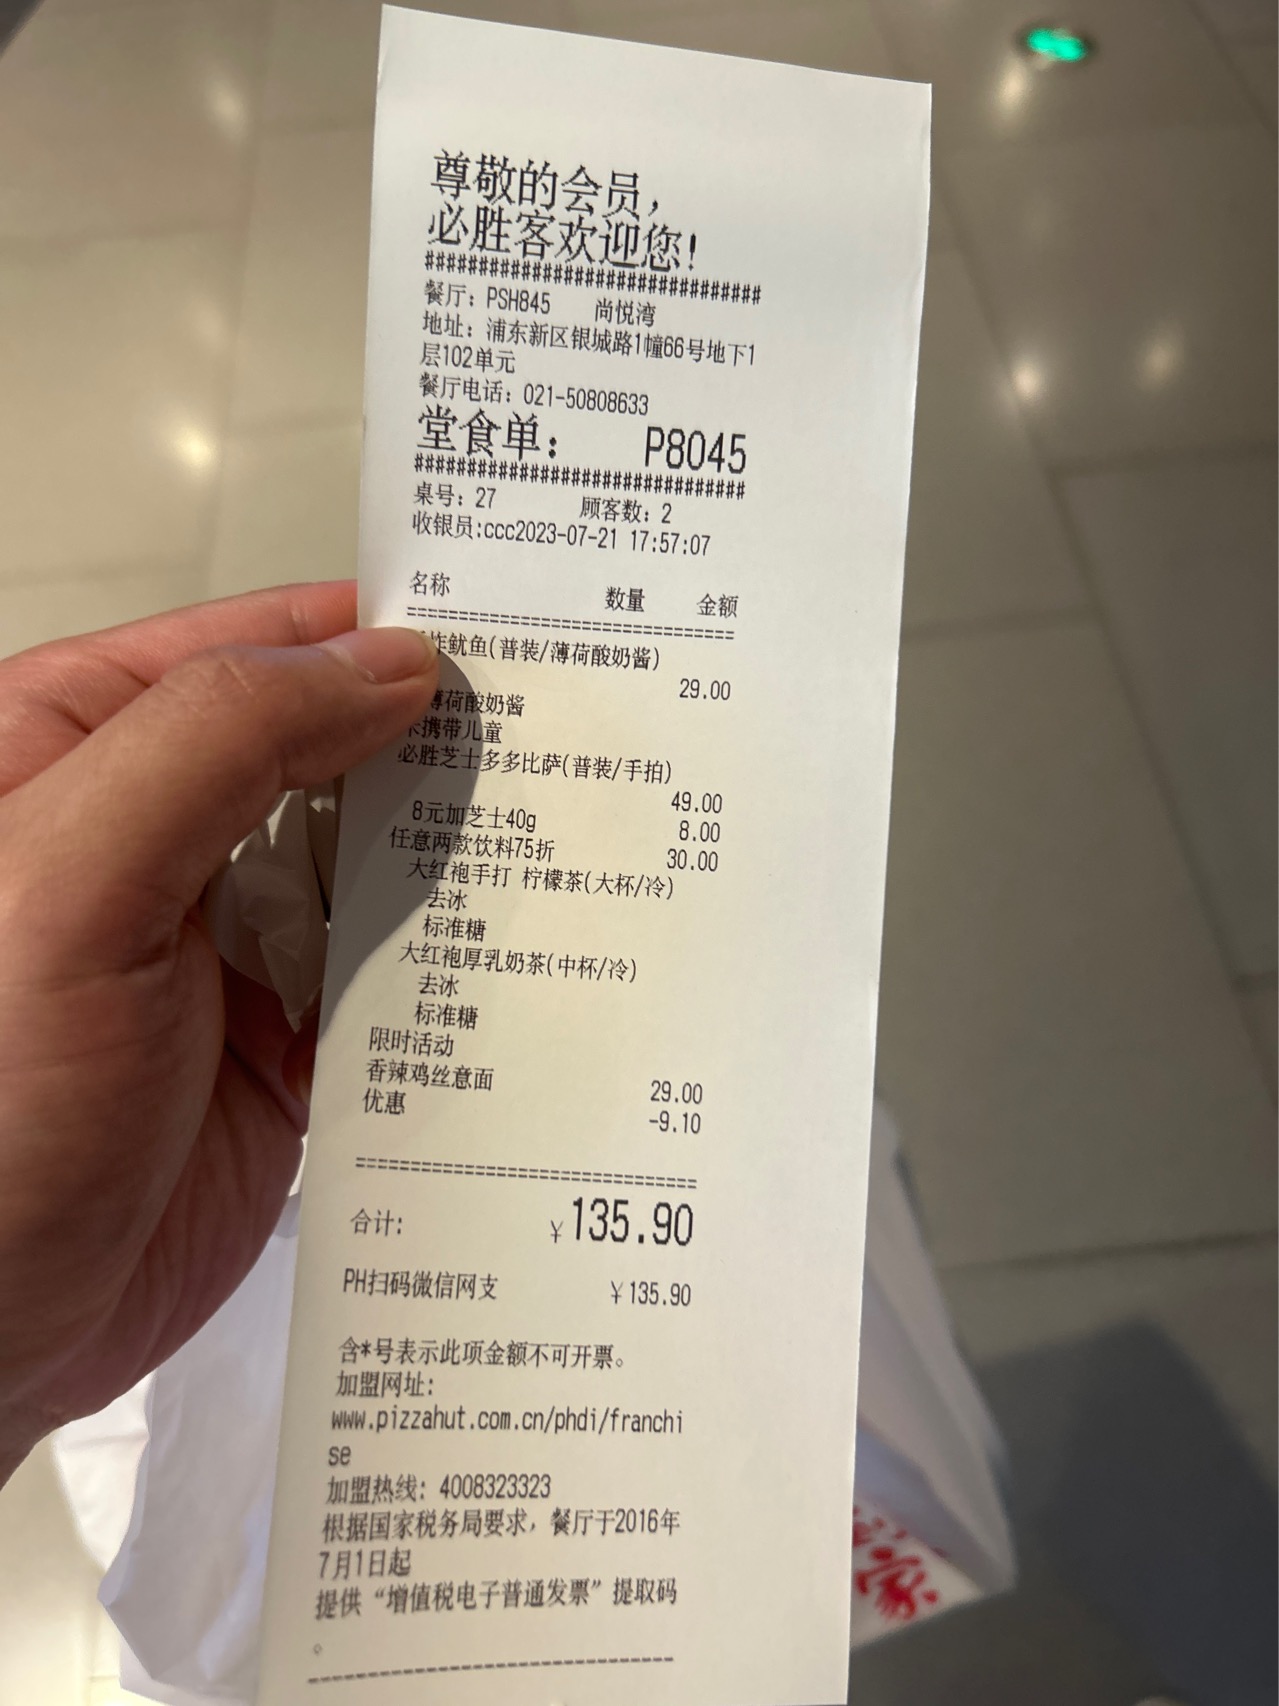 尊敬的会员，
必胜客欢迎您！
###############################
餐厅：PSH845 尚悦湾
地址：浦东新区银城路1幢66号地下1
层102单元
餐厅电话：021-50808633
堂食单： P8045
###############################
桌号：27 顾客数：2
收银员:ccc2023-07-21 17:57:07
名称 数量 金额
===============================
炸鱿鱼(普装/薄荷酸奶酱)
29.00
薄荷酸奶酱
未携带儿童
必胜芝士多多比萨(普装/手拍)
49.00
8元加芝士40g 8.00
任意两款饮料75折 30.00
大红袍手打 柠檬茶(大杯/冷)
去冰
标准糖
大红袍厚乳奶茶(中杯/冷)
去冰
标准糖
限时活动
香辣鸡丝意面 29.00
优惠 -9.10
===============================
合计: ￥135.90
PH扫码微信网支 ￥135.90
含*号表示此项金额不可开票。
加盟网址:
www.pizzahut.com.cn/phdi/franchi
se
加盟热线: 4008323323
根据国家税务局要求，餐厅于2016年
7月1日起
提供“增值税电子普通发票”提取码
。
--------------------------------
家